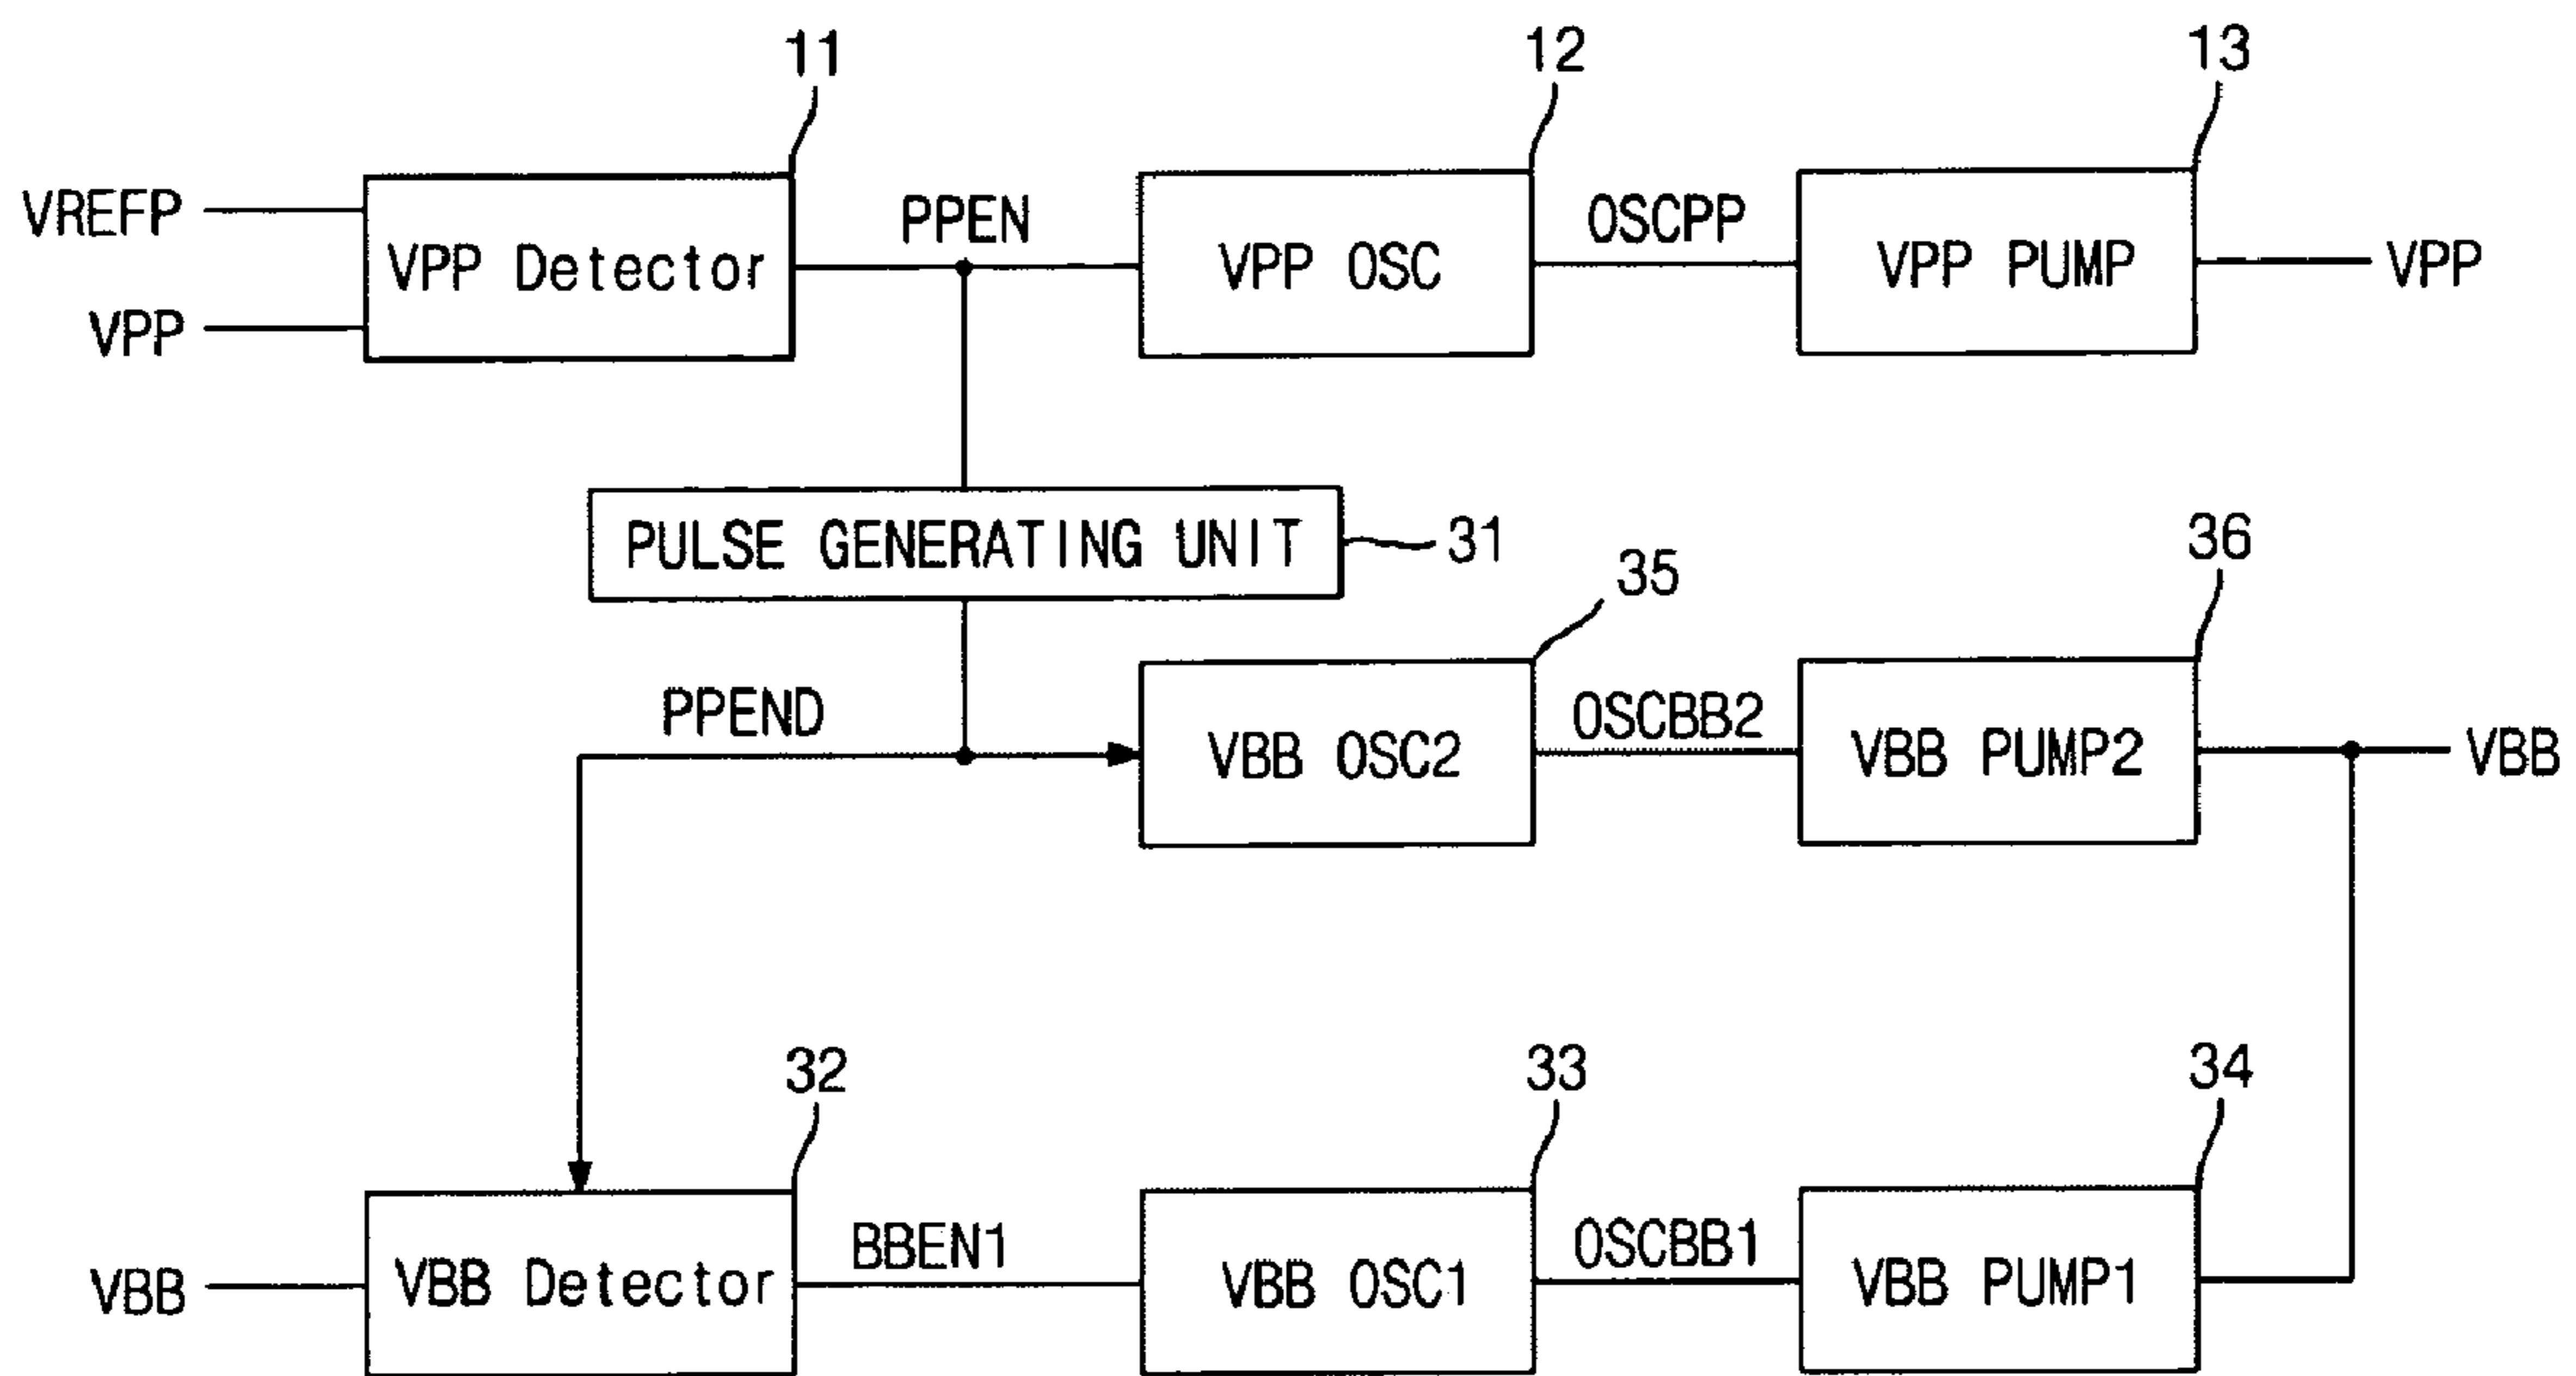 11
12
13
VREFP
VPP
VPP Detector
PPEN
VPP OSC
OSCPP
VPP PUMP
VPP
PULSE GENERATING UNIT
31
35
36
PPEND
VBB OSC2
OSCBB2
VBB PUMP2
VBB
32
33
34
VBB
VBB Detector
BBEN1
VBB OSC1
OSCBB1
VBB PUMP1